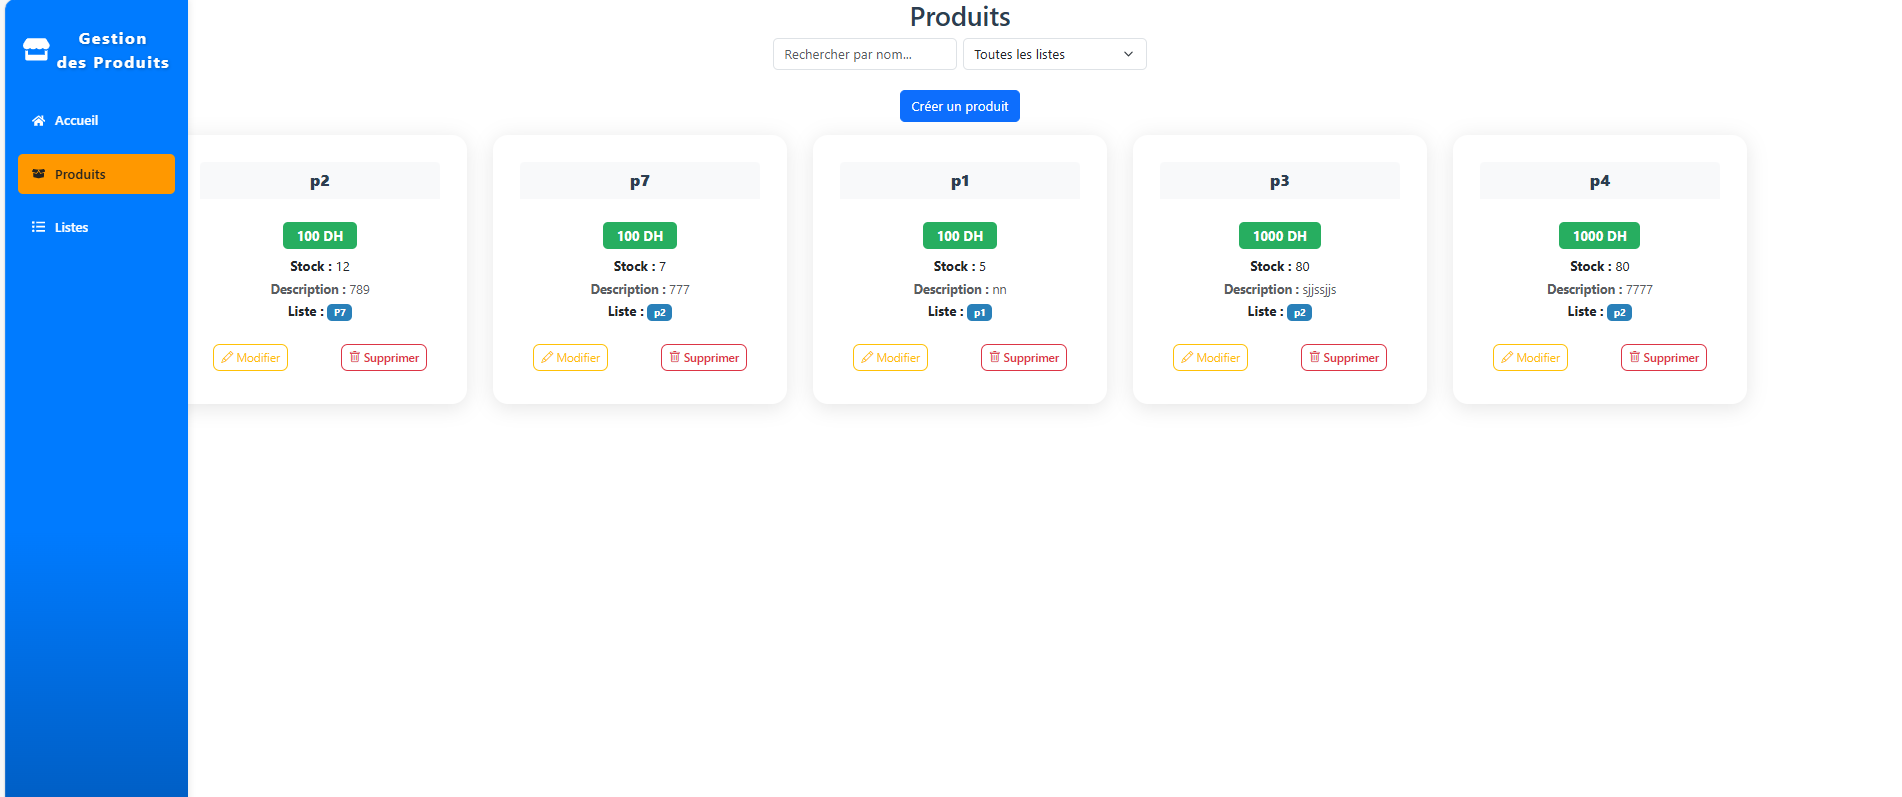 Gestion
des Produits
Accueil
Produits
Listes
Produits
Rechercher par nom...
Toutes les listes
Créer un produit
p2
100 DH
Stock : 12
Description : 789
Liste : P7
Modifier
Supprimer
p7
100 DH
Stock : 7
Description : 777
Liste : p2
Modifier
Supprimer
p1
100 DH
Stock : 5
Description : nn
Liste : p1
Modifier
Supprimer
p3
1000 DH
Stock : 80
Description : sjjssjjs
Liste : p2
Modifier
Supprimer
p4
1000 DH
Stock : 80
Description : 7777
Liste : p2
Modifier
Supprimer